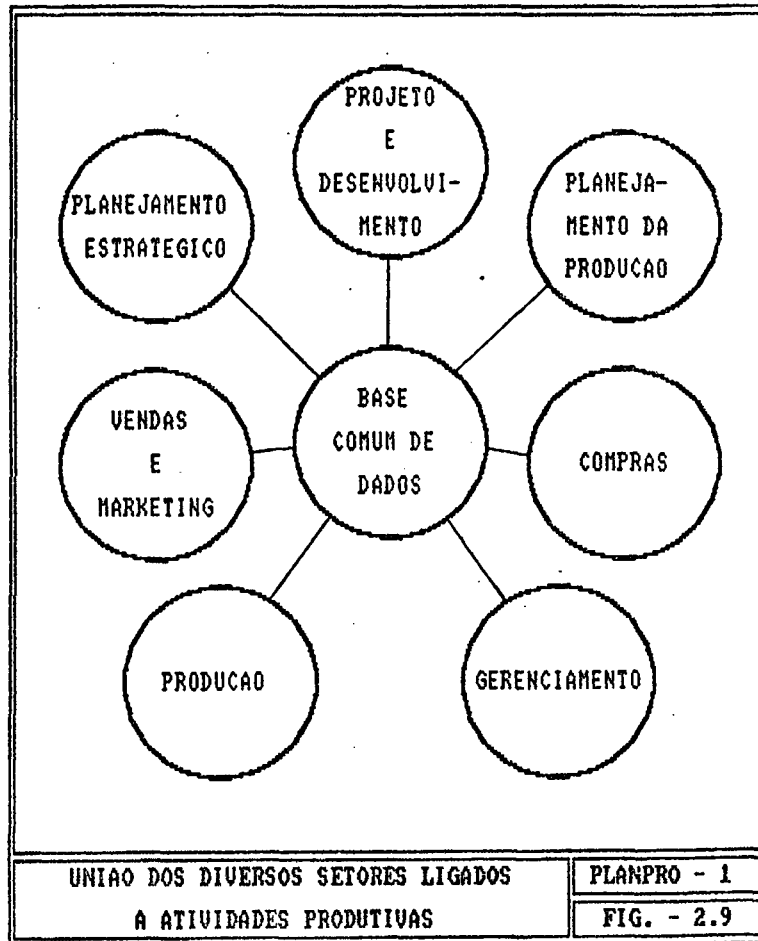 PROJETO
E
DESENVOLVI-
MENTO
PLANEJAMENTO
ESTRATEGICO
PLANEJA-
MENTO DA
PRODUCAO
BASE
COMUM DE
DADOS
VENDAS
E
MARKETING
COMPRAS
PRODUCAO
GERENCIAMENTO
UNIAO DOS DIVERSOS SETORES LIGADOS
A ATIVIDADES PRODUTIVAS
PLANPRO - 1
FIG. - 2.9